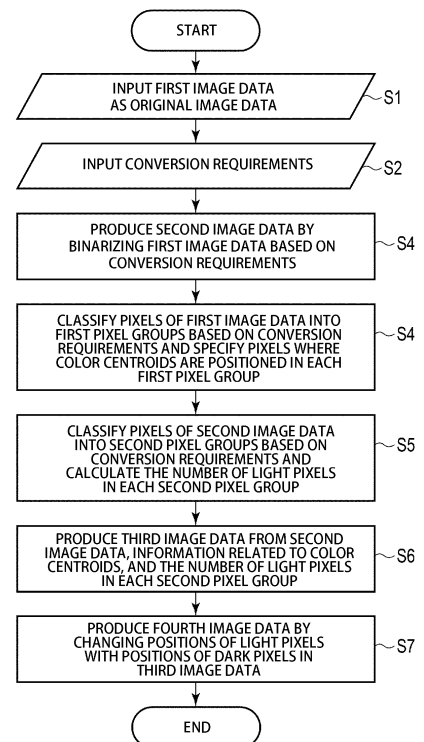 START
INPUT FIRST IMAGE DATA
AS ORIGINAL IMAGE DATA
S1
INPUT CONVERSION REQUIREMENTS
S2
PRODUCE SECOND IMAGE DATA BY
BINARIZING FIRST IMAGE DATA BASED ON
CONVERSION REQUIREMENTS
S4
CLASSIFY PIXELS OF FIRST IMAGE DATA INTO
FIRST PIXEL GROUPS BASED ON CONVERSION
REQUIREMENTS AND SPECIFY PIXELS WHERE
COLOR CENTROIDS ARE POSITIONED IN EACH
FIRST PIXEL GROUP
S4
CLASSIFY PIXELS OF SECOND IMAGE DATA
INTO SECOND PIXEL GROUPS BASED ON
CONVERSION REQUIREMENTS AND
CALCULATE THE NUMBER OF LIGHT PIXELS
IN EACH SECOND PIXEL GROUP
S5
PRODUCE THIRD IMAGE DATA FROM SECOND
IMAGE DATA, INFORMATION RELATED TO COLOR
CENTROIDS, AND THE NUMBER OF LIGHT PIXELS
IN EACH SECOND PIXEL GROUP
S6
PRODUCE FOURTH IMAGE DATA BY
CHANGING POSITIONS OF LIGHT PIXELS
WITH POSITIONS OF DARK PIXELS IN
THIRD IMAGE DATA
S7
END